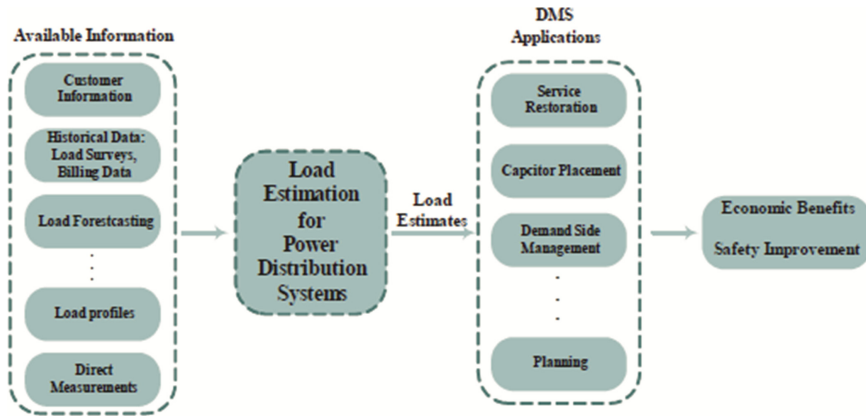 Available Information
Customer
Information
Historical Data:
Load Surveys,
Billing Data
Load Forestcasting
Load profiles
Direct
Measurements
Load
Estimation
for
Power
Distribution
Systems
Load
Estimates
DMS
Applications
Service
Restoration
Capcitor Placement
Demand Side
Management
Planning
Economic Benefits
Safety Improvement